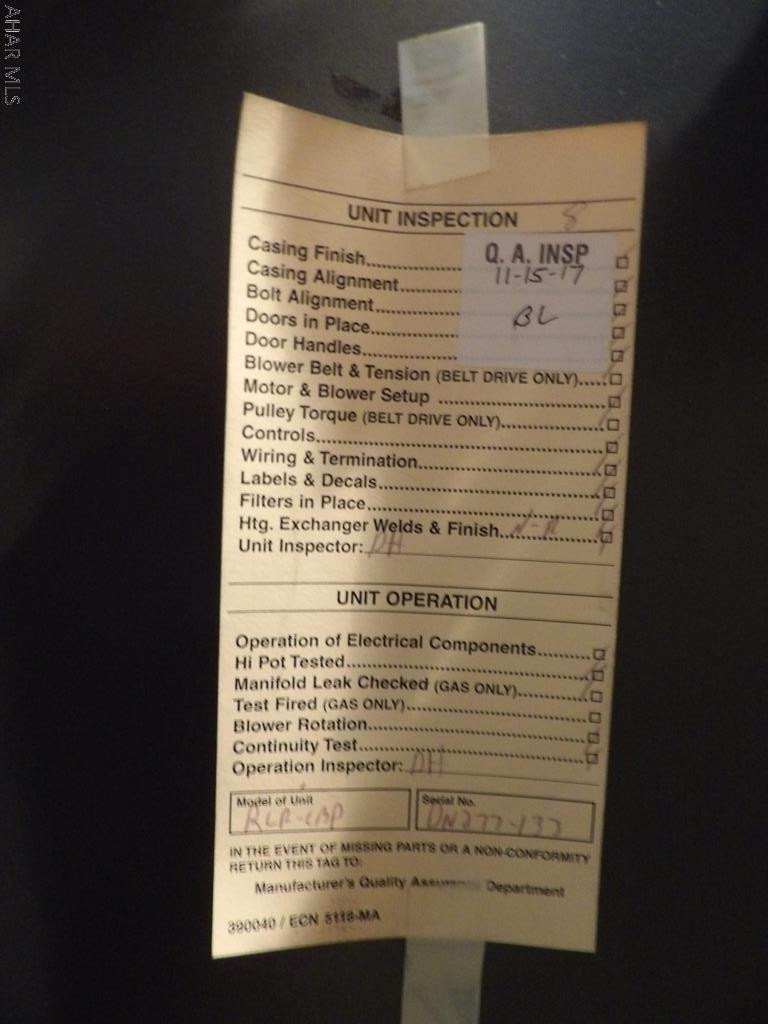 AHAR MLS
UNIT INSPECTION 8
Casing Finish
Q. A. INSP
Casing Alignment
11-15-17
Bolt Alignment
BL
Doors in Place
Door Handles
Blower Belt & Tension (BELT DRIVE ONLY)
Motor & Blower Setup
Pulley Torque (BELT DRIVE ONLY)
Controls
Wiring & Termination
Labels & Decals
Filters in Place
Htg. Exchanger Welds & Finish
Unit Inspector: DH
UNIT OPERATION
Operation of Electrical Components
Hi Pot Tested
Manifold Leak Checked (GAS ONLY)
Test Fired (GAS ONLY)
Blower Rotation
Continuity Test
Operation Inspector: DH
Model of Unit
Serial No.
IN THE EVENT OF MISSING PARTS OR A NON-CONFORMITY
RETURN THIS TAG TO:
Manufacturer's Quality Assurance Department
390040 / ECN 5118-MA